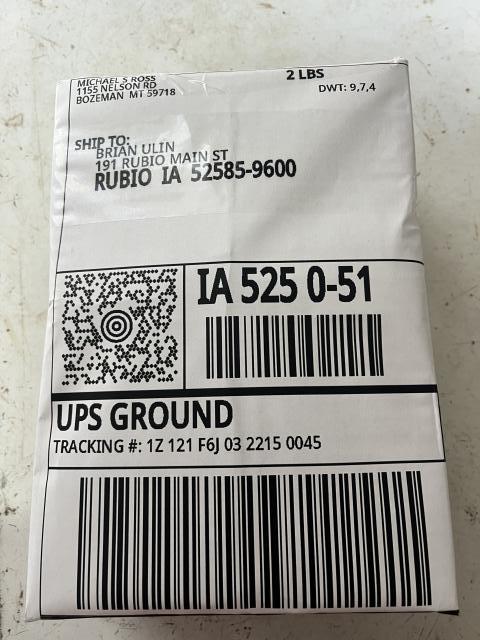 MICHAEL S ROSS
1155 NELSON RD
BOZEMAN MT 59718
2 LBS
DWT: 9,7,4
SHIP TO:
BRIAN ULIN
191 RUBIO MAIN ST
RUBIO IA 52585-9600
IA 525 0-51
UPS GROUND
TRACKING #: 1Z 121 F6J 03 2215 0045